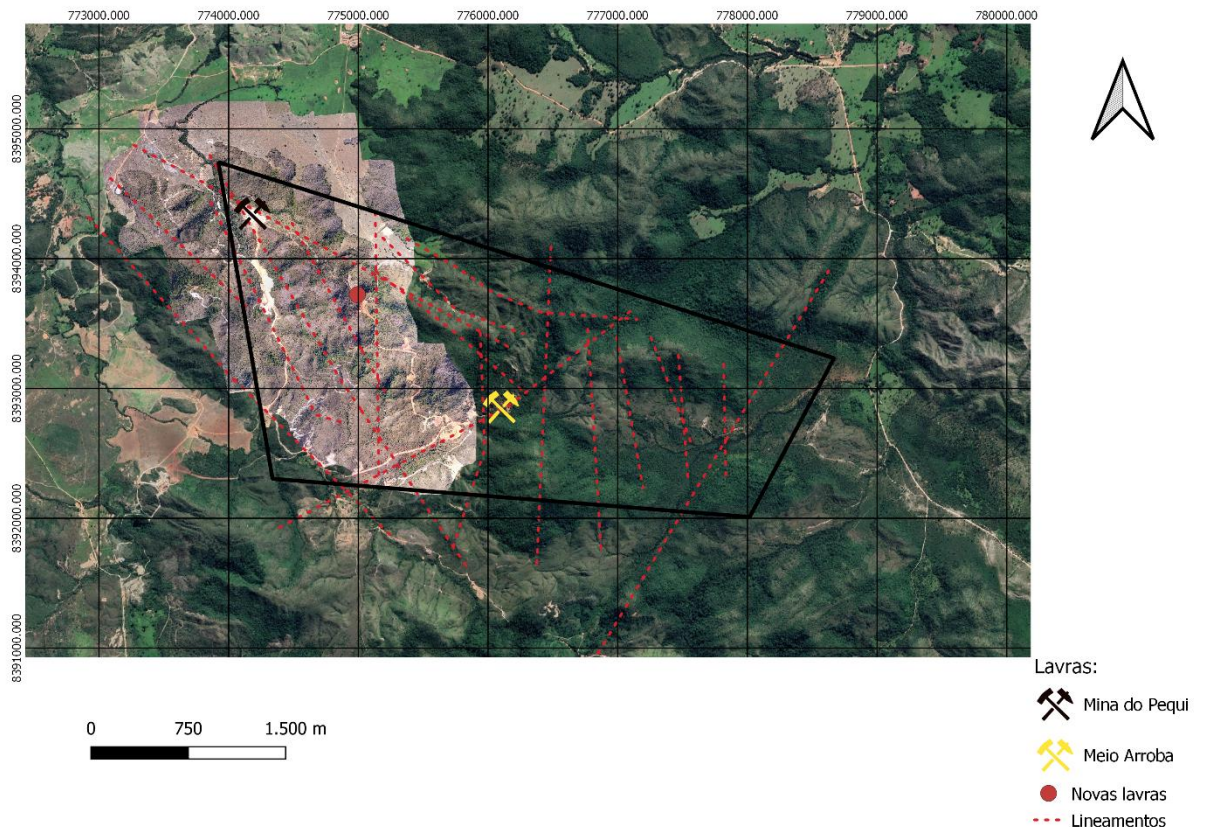 773000.000 774000.000 775000.000 776000.000 777000.000 778000.000 779000.000 780000.000
8395000.000
8394000.000
8393000.000
8392000.000
8391000.000
Lavras:
Mina do Pequi
Meio Arroba
Novas lavras
Lineamentos
0 750 1.500 m